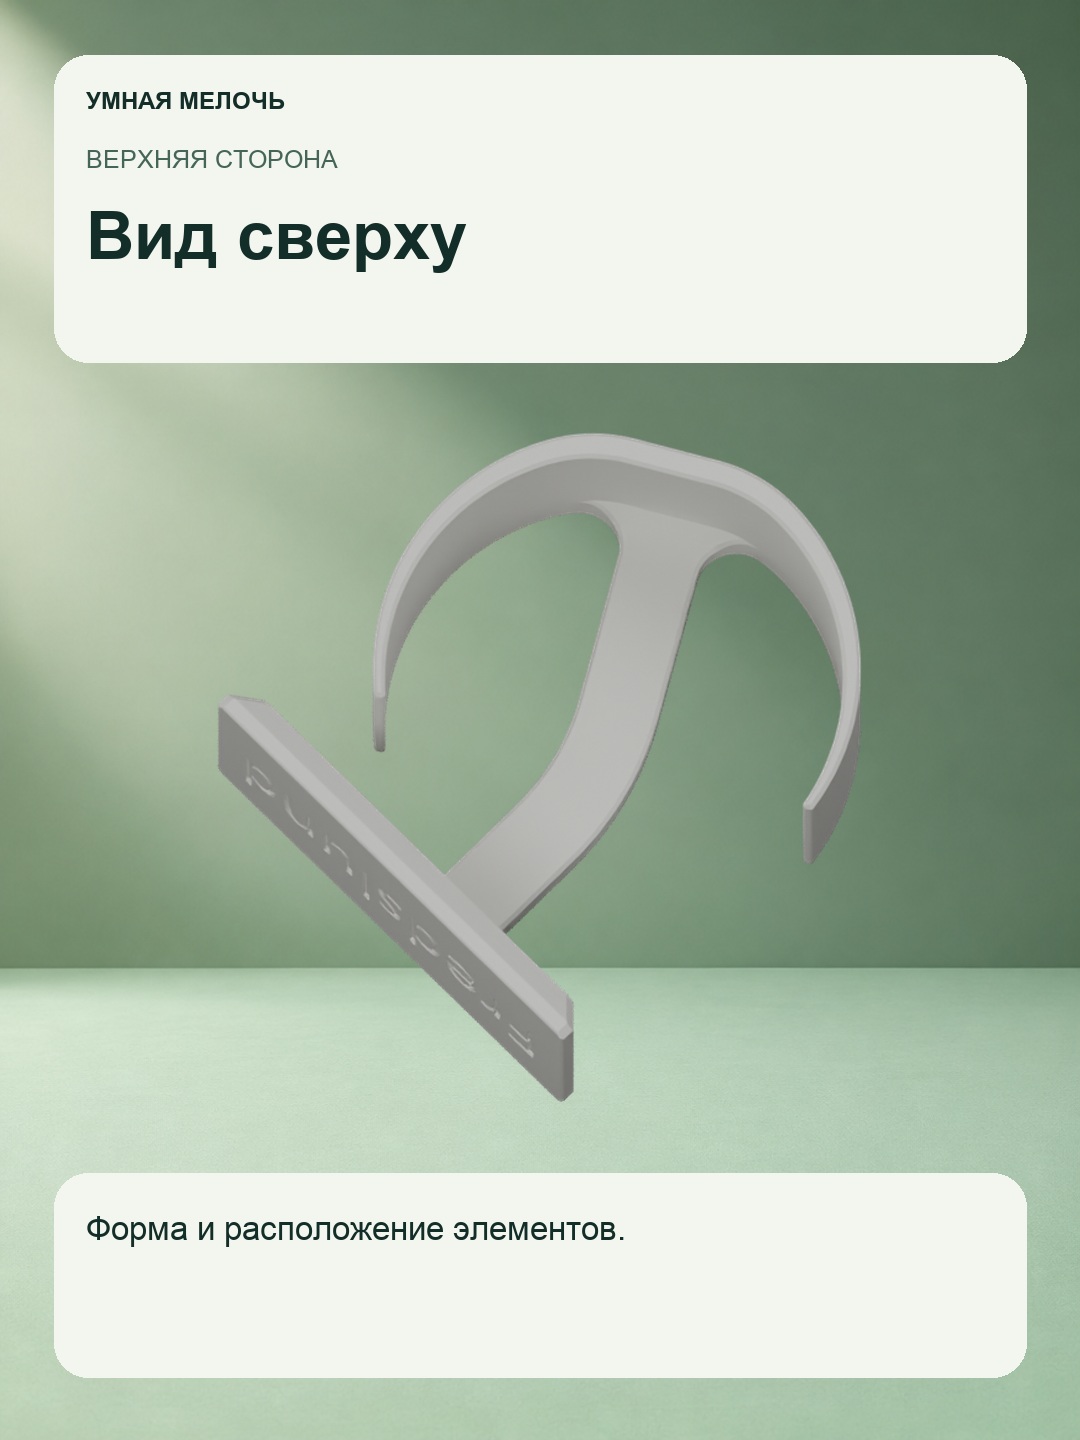 УМНАЯ МЕЛОЧЬ
ВЕРХНЯЯ СТОРОНА
Вид сверху
Форма и расположение элементов.